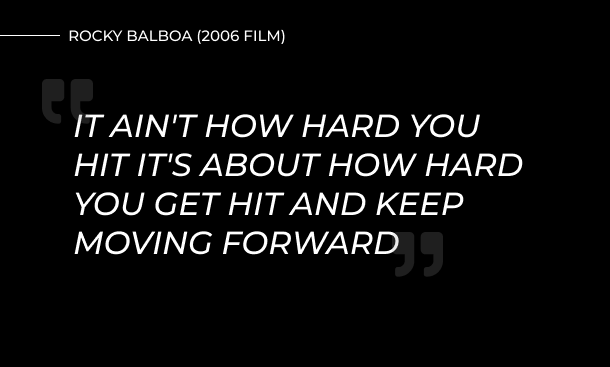 ROCKY BALBOA (2006 FILM)
IT AIN'T HOW HARD YOU
HIT IT'S ABOUT HOW HARD
YOU GET HIT AND KEEP
MOVING FORWARD